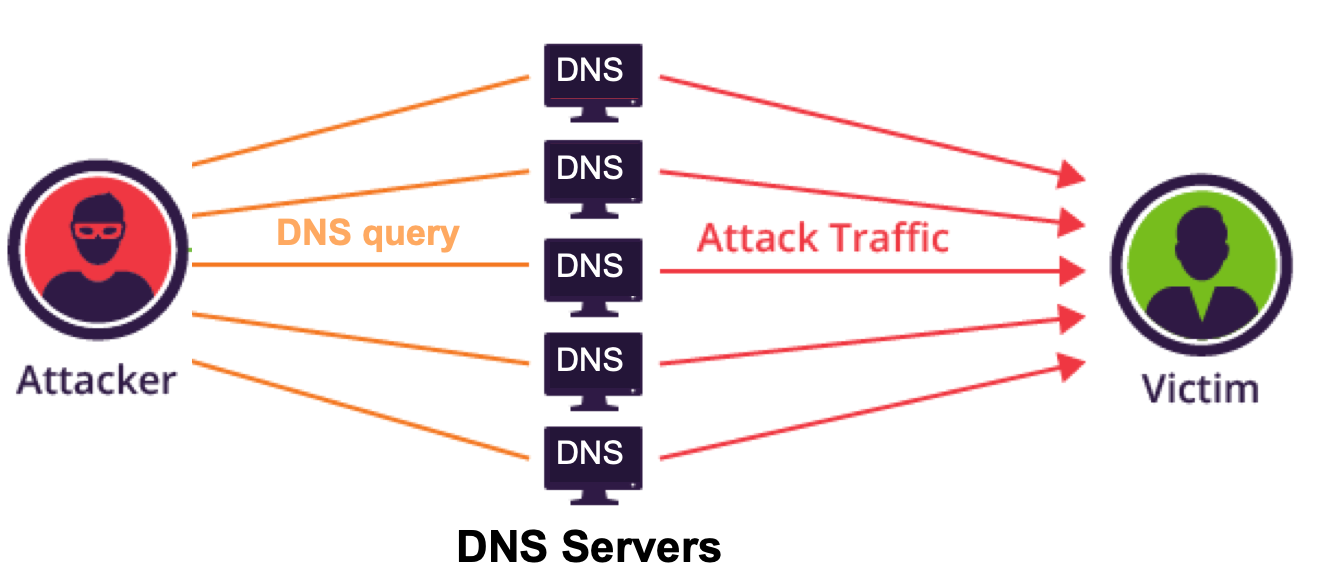 DNS
DNS
DNS query
Attack Traffic
DNS
Attacker
DNS
Victim
DNS
DNS Servers